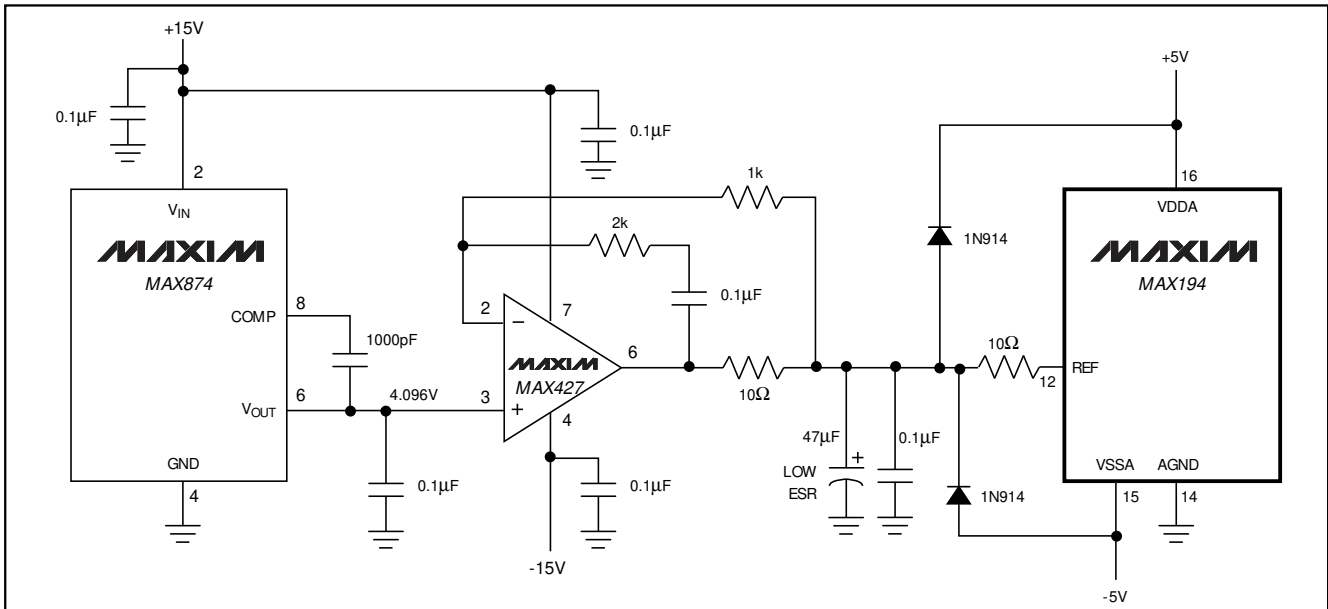 +15V
0.1µF
2
VIN
MAXIM
MAX874
COMP
8
1000pF
6
VOUT
4.096V
GND
4
0.1µF
0.1µF
1k
2k
0.1µF
2
−
7
MAXIM
MAX427
6
3
+
4
0.1µF
-15V
10Ω
47µF
+
LOW
ESR
0.1µF
1N914
1N914
+5V
16
VDDA
MAXIM
MAX194
10Ω
12
REF
VSSA
AGND
15
14
-5V